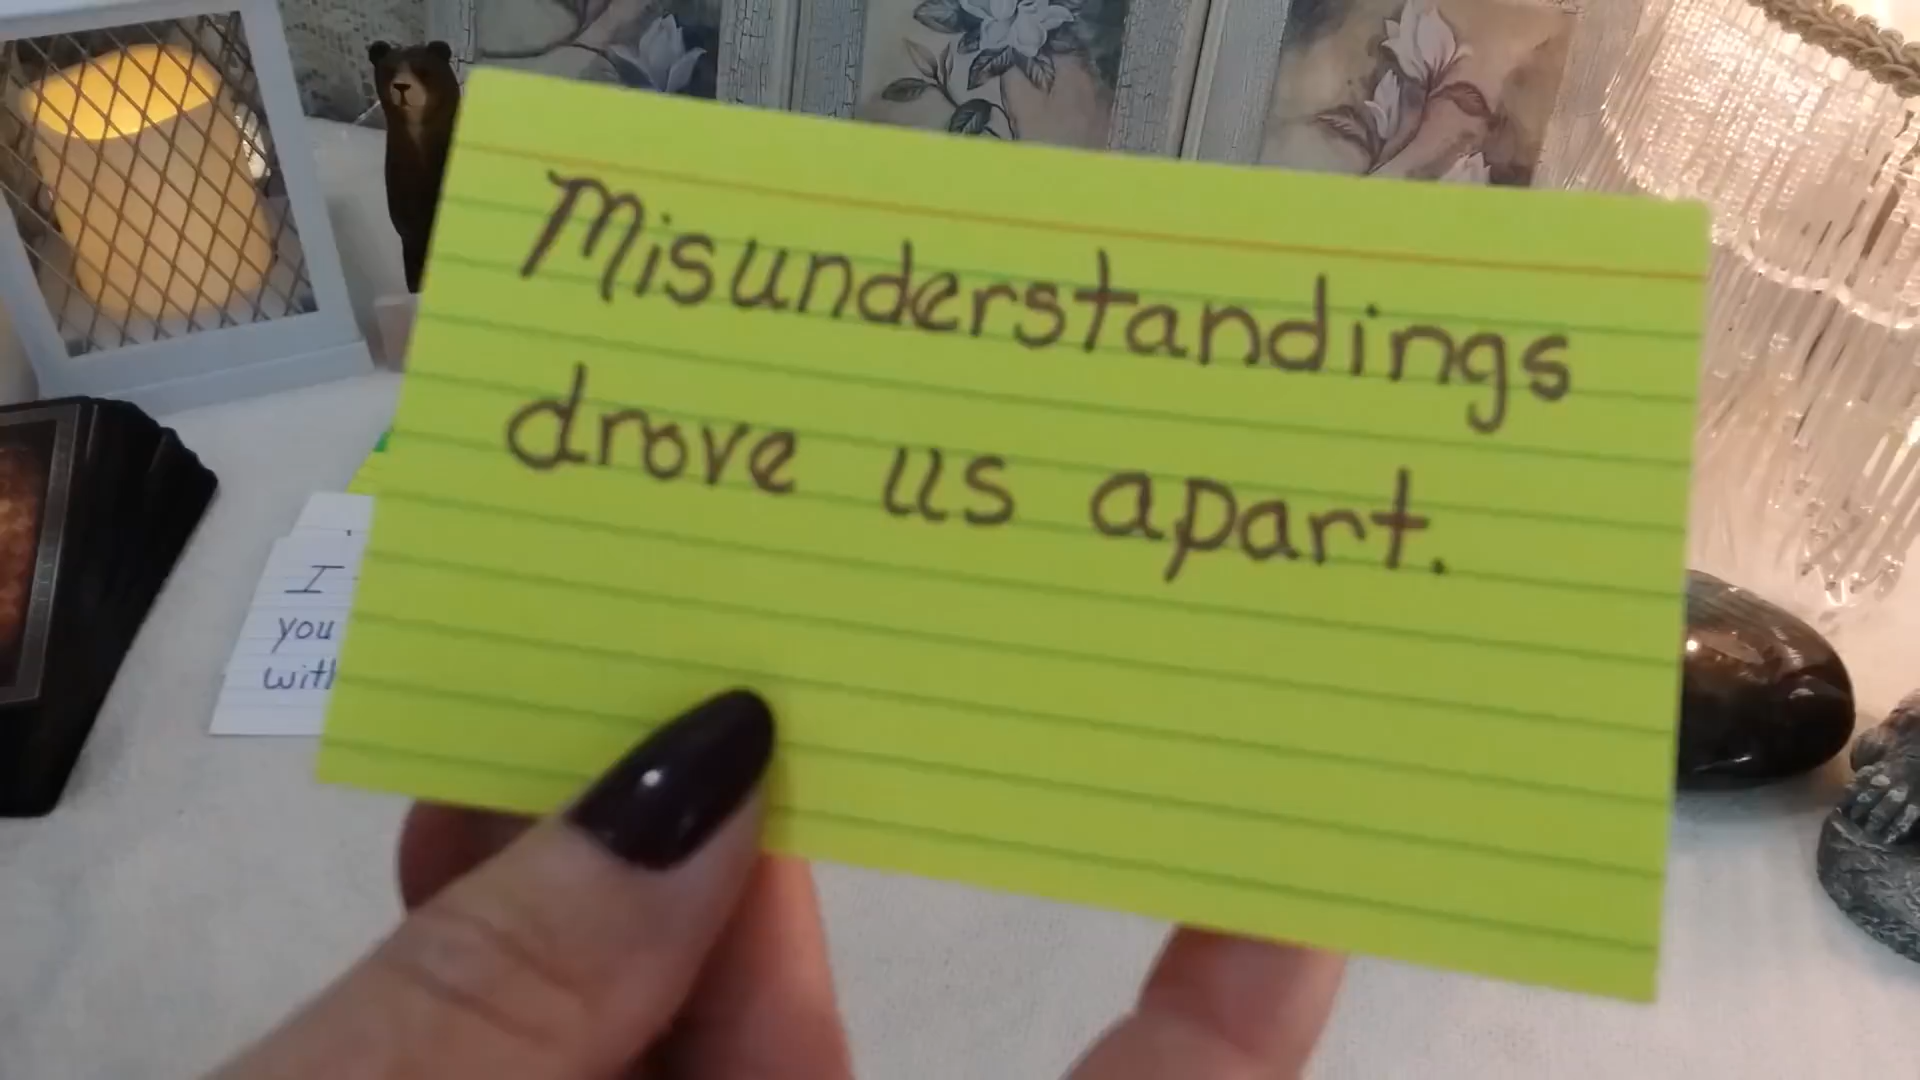 Misunderstandings
drove us apart.
I
you
with